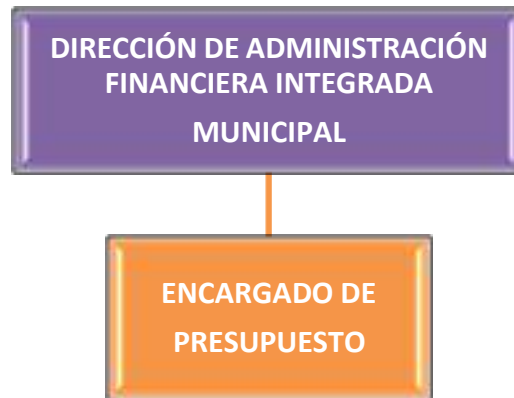 DIRECCIÓN DE ADMINISTRACIÓN
FINANCIERA INTEGRADA
MUNICIPAL
ENCARGADO DE
PRESUPUESTO